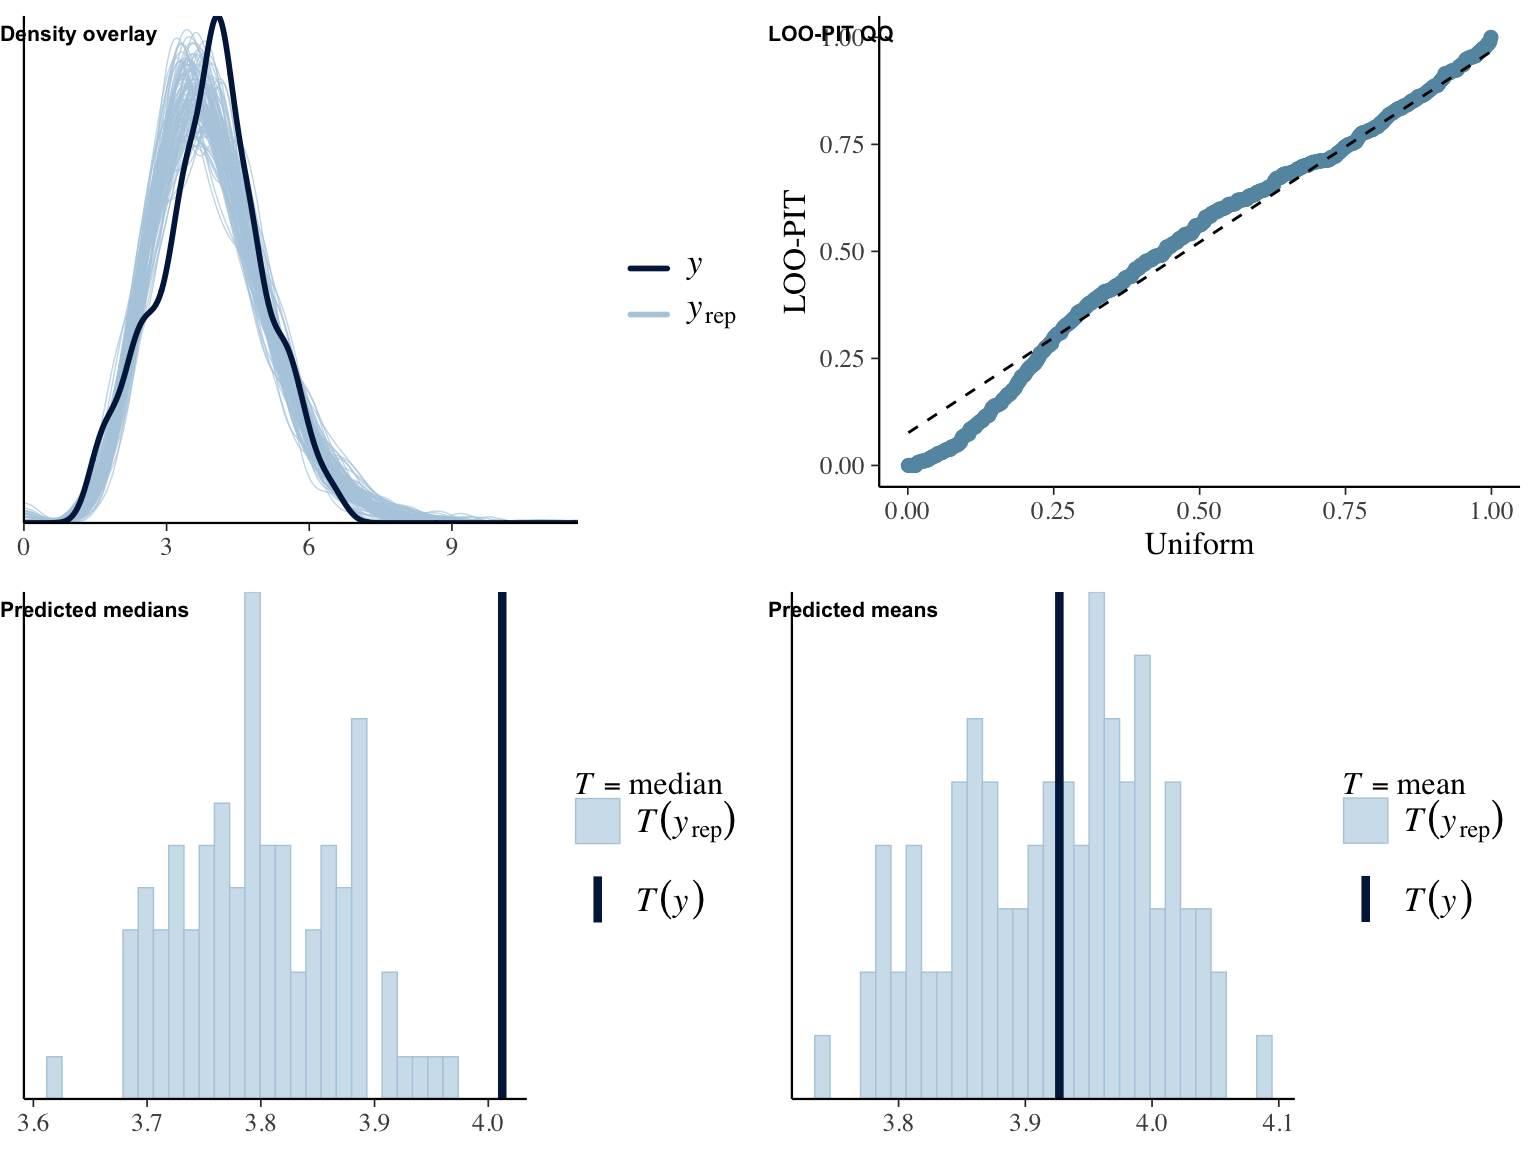 Density overlay
y
y rep
0 3 6 9
LOO-PIT QQ
1.00
0.75
0.50
0.25
0.00
LOO-PIT
0.00 0.25 0.50 0.75 1.00
Uniform
Predicted medians
T = median
T(y rep)
T(y)
3.6 3.7 3.8 3.9 4.0
Predicted means
T = mean
T(y rep)
T(y)
3.8 3.9 4.0 4.1